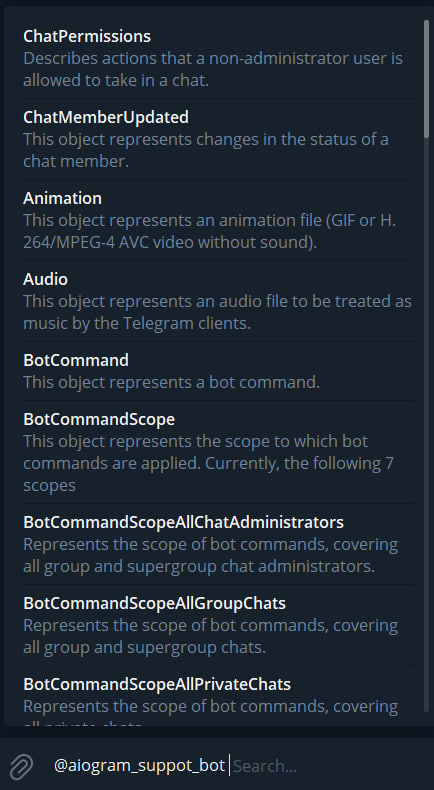 ChatPermissions
Describes actions that a non-administrator user is
allowed to take in a chat.
ChatMemberUpdated
This object represents changes in the status of a
chat member.
Animation
This object represents an animation file (GIF or H.
264/MPEG-4 AVC video without sound).
Audio
This object represents an audio file to be treated as
music by the Telegram clients.
BotCommand
This object represents a bot command.
BotCommandScope
This object represents the scope to which bot
commands are applied. Currently, the following 7
scopes
BotCommandScopeAllChatAdministrators
Represents the scope of bot commands, covering
all group and supergroup chat administrators.
BotCommandScopeAllGroupChats
Represents the scope of bot commands, covering
all group and supergroup chats.
BotCommandScopeAllPrivateChats
Represents the scope of bot commands, covering
all private chats.
@aiogram_suppot_bot Search...